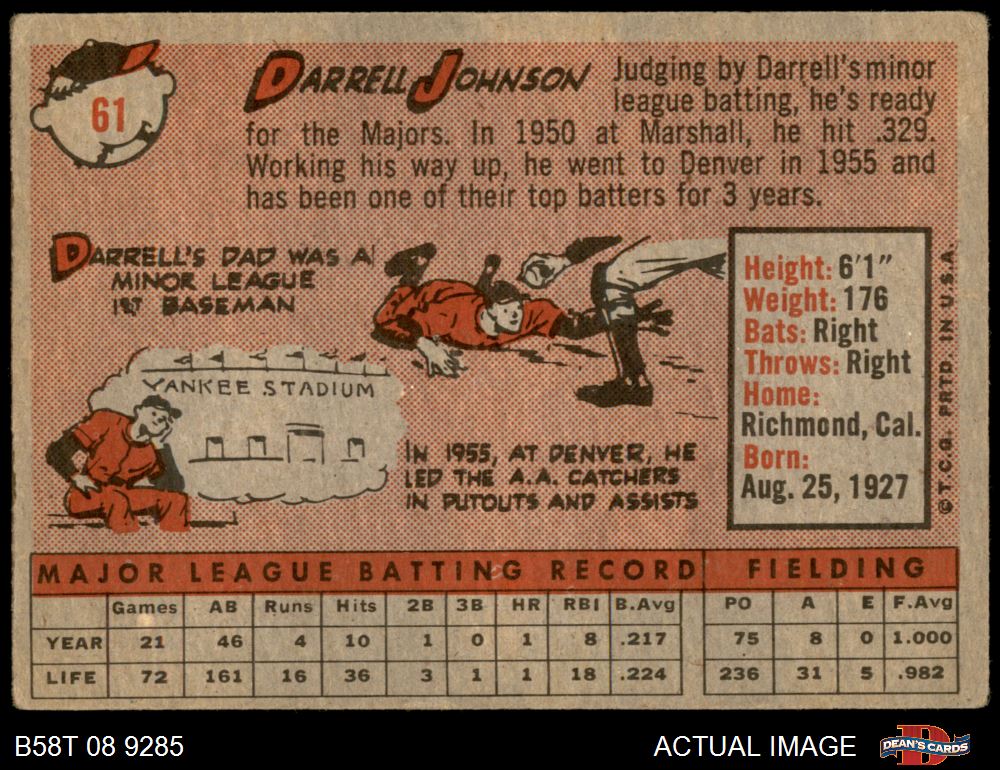 61
DARRELL JOHNSON
Judging by Darrell's minor
league batting, he's ready
for the Majors. In 1950 at Marshall, he hit .329.
Working his way up, he went to Denver in 1955 and
has been one of their top batters for 3 years.
DARRELL'S DAD WAS A
MINOR LEAGUE
1ST BASEMAN
YANKEE STADIUM
IN 1955, AT DENVER, HE
LED THE A.A. CATCHERS
IN PUTOUTS AND ASSISTS
Height: 6'1"
Weight: 176
Bats: Right
Throws: Right
Home:
Richmond, Cal.
Born:
Aug. 25, 1927
© T.C.G. PRTD. IN U.S.A.
MAJOR LEAGUE BATTING RECORD FIELDING
Games AB Runs Hits 2B 3B HR RBI B.Avg PO A E F.Avg
YEAR 21 46 4 10 1 0 1 8 .217 75 8 0 1.000
LIFE 72 161 16 36 3 1 1 18 .224 236 31 5 .982
B58T 08 9285 ACTUAL IMAGE D DEAN'S CARDS